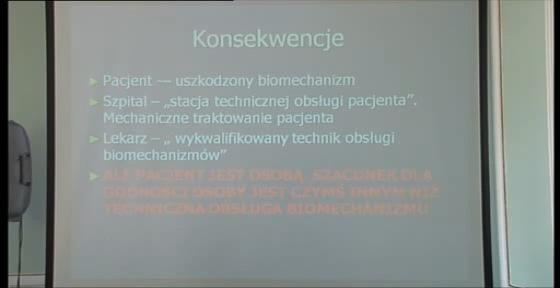 Konsekwencje
Pacjent — uszkodzony biomechanizm
Szpital – „stacja technicznej obsługi pacjenta”.
Mechaniczne traktowanie pacjenta
Lekarz – „ wykwalifikowany technik obsługi
biomechanizmów”
ALE PACJENT JEST OSOBĄ. SZACUNEK DLA
GODNOŚCI OSOBY JEST CZYMŚ INNYM NIŻ
TECHNICZNA OBSŁUGA BIOMECHANIZMU